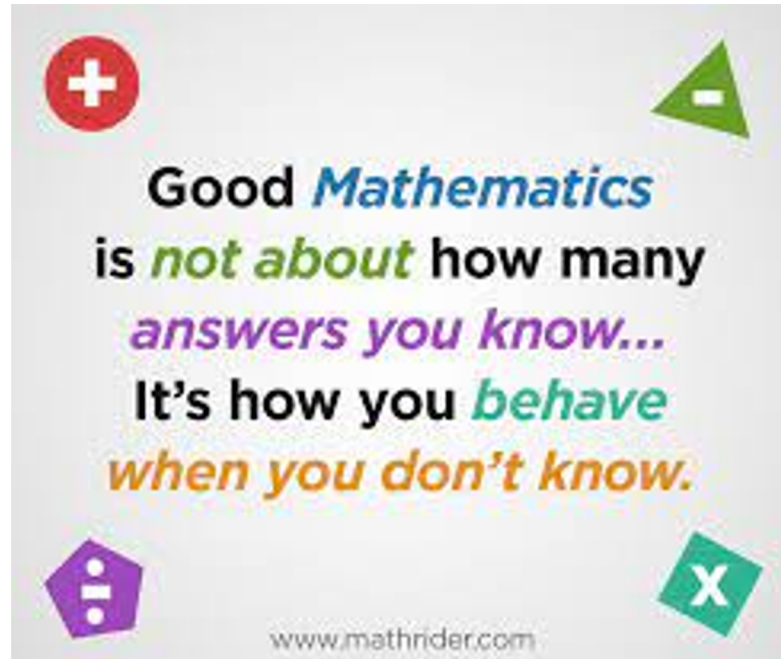 +
-
Good Mathematics
is not about how many
answers you know...
It’s how you behave
when you don’t know.
÷
x
www.mathrider.com